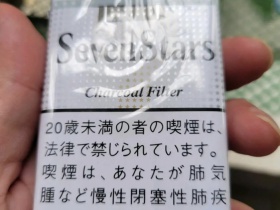 SevenStars
Charcoal Filter
20歳未満の者の喫煙は、
法律で禁じられています。
喫煙は、あなたが肺気
腫など慢性閉塞性肺疾